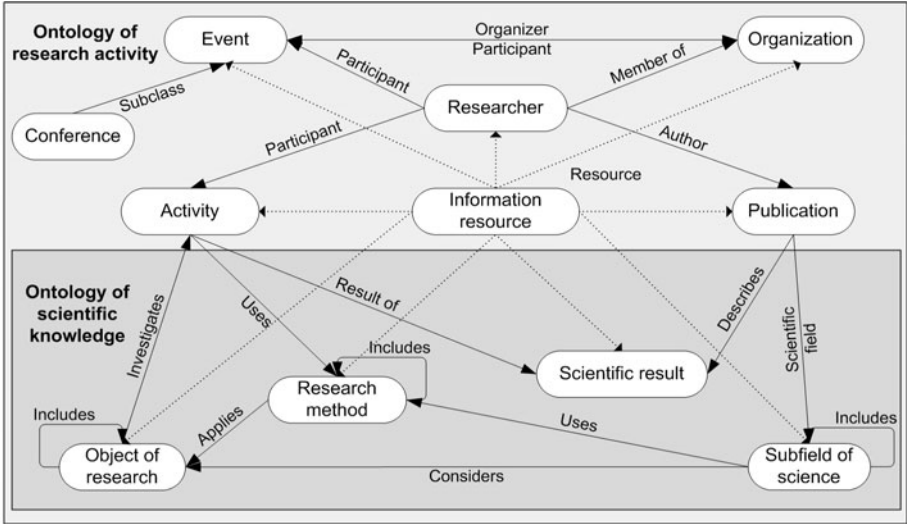 Ontology of
research activity
Event
Organizer
Participant
Organization
Participant
Member of
Subclass
Researcher
Conference
Participant
Author
Resource
Activity
Information
resource
Publication
Ontology of
scientific
knowledge
Investigates
Uses
Result of
Describes
Scientific
field
Includes
Research
method
Scientific result
Includes
Applies
Uses
Includes
Object of
research
Considers
Subfield of
science